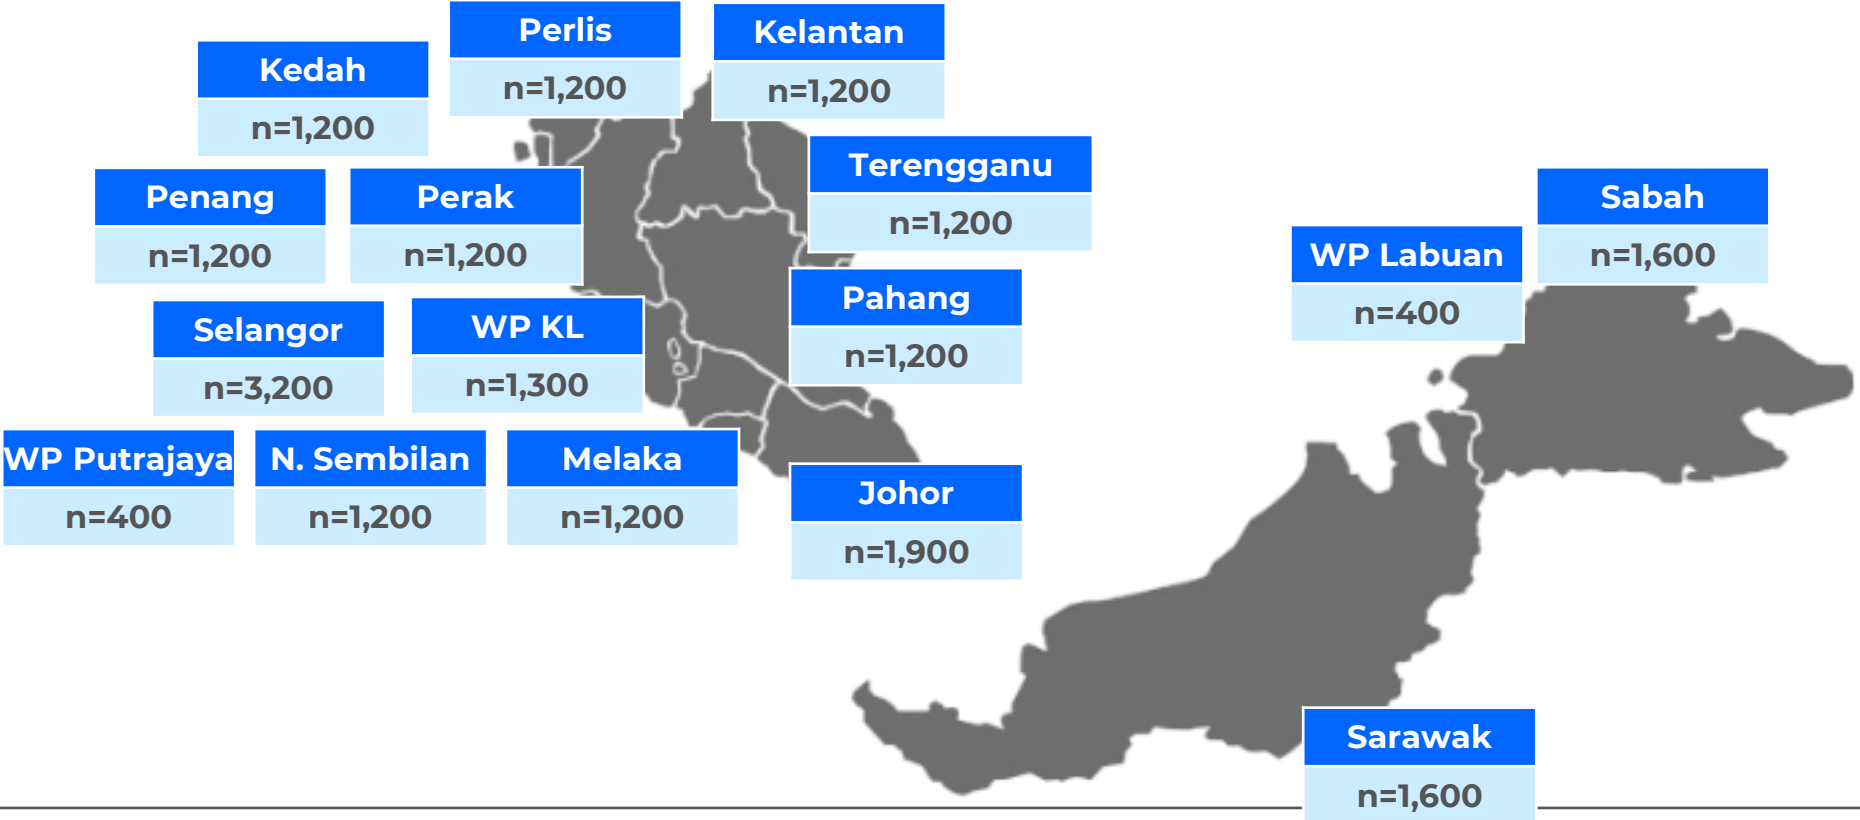 Perlis
n=1,200
Kelantan
n=1,200
Kedah
n=1,200
Terengganu
n=1,200
Penang
n=1,200
Perak
n=1,200
Sabah
n=1,600
WP Labuan
n=400
Pahang
n=1,200
Selangor
n=3,200
WP KL
n=1,300
WP Putrajaya
n=400
N. Sembilan
n=1,200
Melaka
n=1,200
Johor
n=1,900
Sarawak
n=1,600